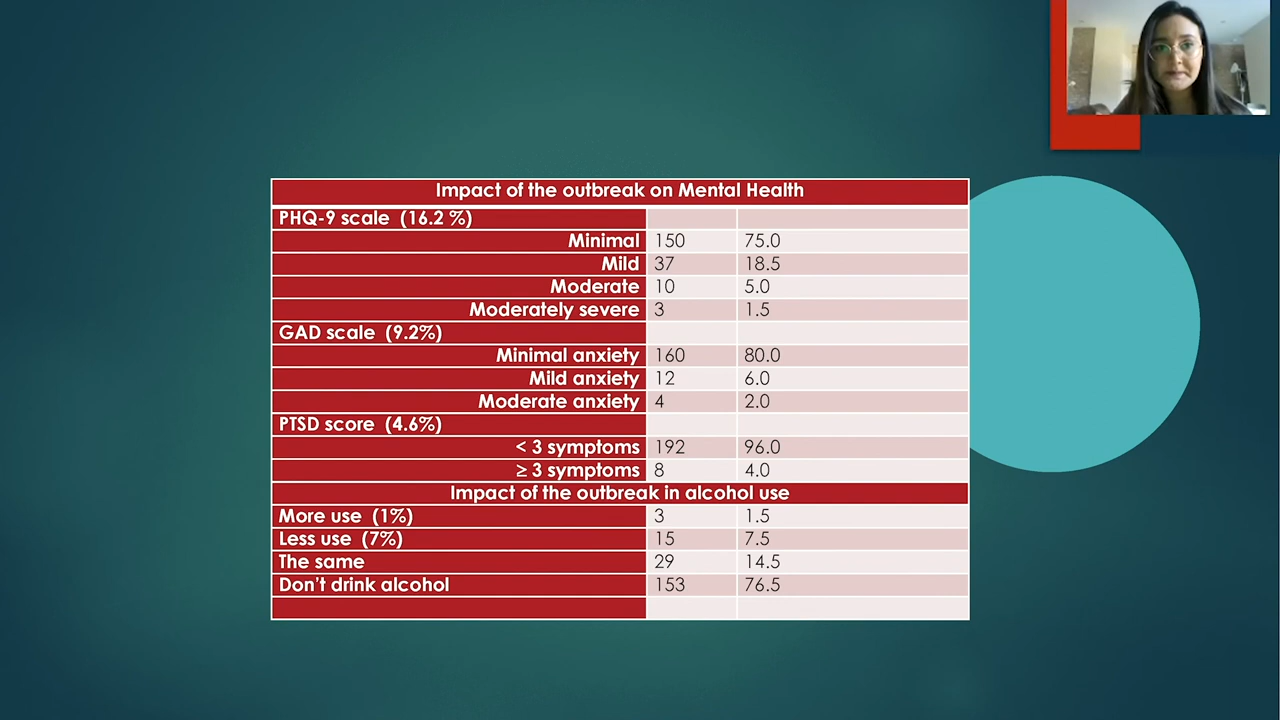 Impact of the outbreak on Mental Health
PHQ-9 scale (16.2 %)
Minimal 150 75.0
Mild 37 18.5
Moderate 10 5.0
Moderately severe 3 1.5
GAD scale (9.2%)
Minimal anxiety 160 80.0
Mild anxiety 12 6.0
Moderate anxiety 4 2.0
PTSD score (4.6%)
< 3 symptoms 192 96.0
≥ 3 symptoms 8 4.0
Impact of the outbreak in alcohol use
More use (1%) 3 1.5
Less use (7%) 15 7.5
The same 29 14.5
Don't drink alcohol 153 76.5